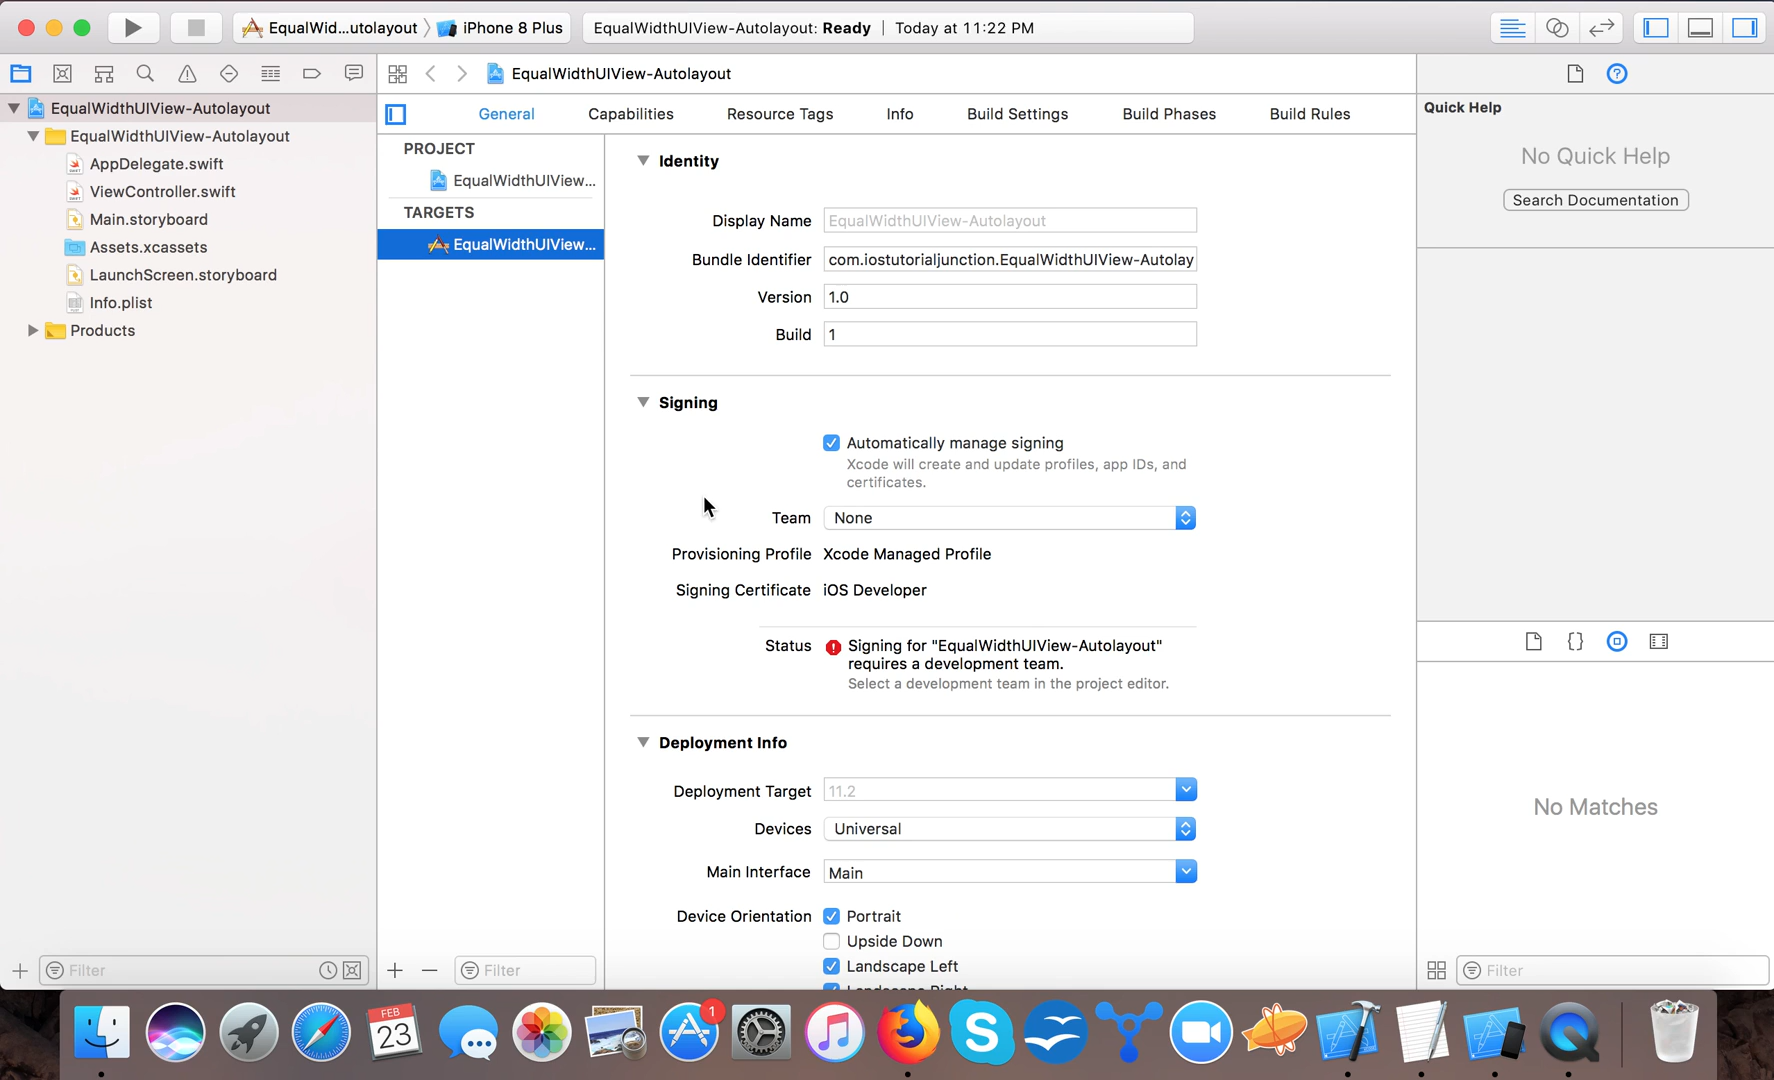 EqualWid...utolayout
iPhone 8 Plus
EqualWidthUIView-Autolayout: Ready | Today at 11:22 PM
EqualWidthUIView-Autolayout
Quick Help
No Quick Help
Search Documentation
EqualWidthUIView-Autolayout
EqualWidthUIView-Autolayout
AppDelegate.swift
ViewController.swift
Main.storyboard
Assets.xcassets
LaunchScreen.storyboard
Info.plist
Products
General Capabilities Resource Tags Info Build Settings Build Phases Build Rules
PROJECT
EqualWidthUIView...
TARGETS
EqualWidthUIView...
Identity
Display Name EqualWidthUIView-Autolayout
Bundle Identifier com.iostutorialjunction.EqualWidthUIView-Autolay
Version 1.0
Build 1
Signing
Automatically manage signing
Xcode will create and update profiles, app IDs, and
certificates.
Team None
Provisioning Profile Xcode Managed Profile
Signing Certificate iOS Developer
Status Signing for "EqualWidthUIView-Autolayout"
requires a development team.
Select a development team in the project editor.
Deployment Info
Deployment Target 11.2
Devices Universal
Main Interface Main
Device Orientation Portrait
Upside Down
Landscape Left
Landscape Right
No Matches
Filter
Filter
Filter
FEB
23
1